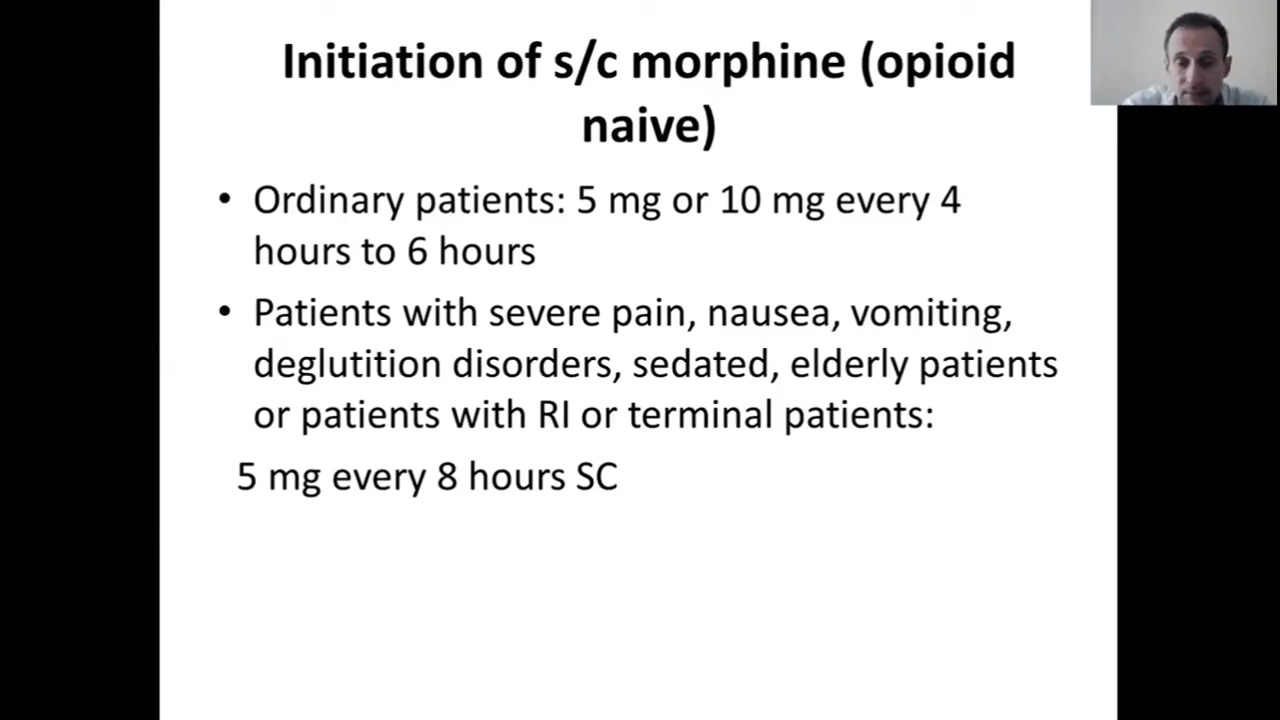 Initiation of s/c morphine (opioid
naive)
• Ordinary patients: 5 mg or 10 mg every 4
hours to 6 hours
• Patients with severe pain, nausea, vomiting,
deglutition disorders, sedated, elderly patients
or patients with RI or terminal patients:
5 mg every 8 hours SC